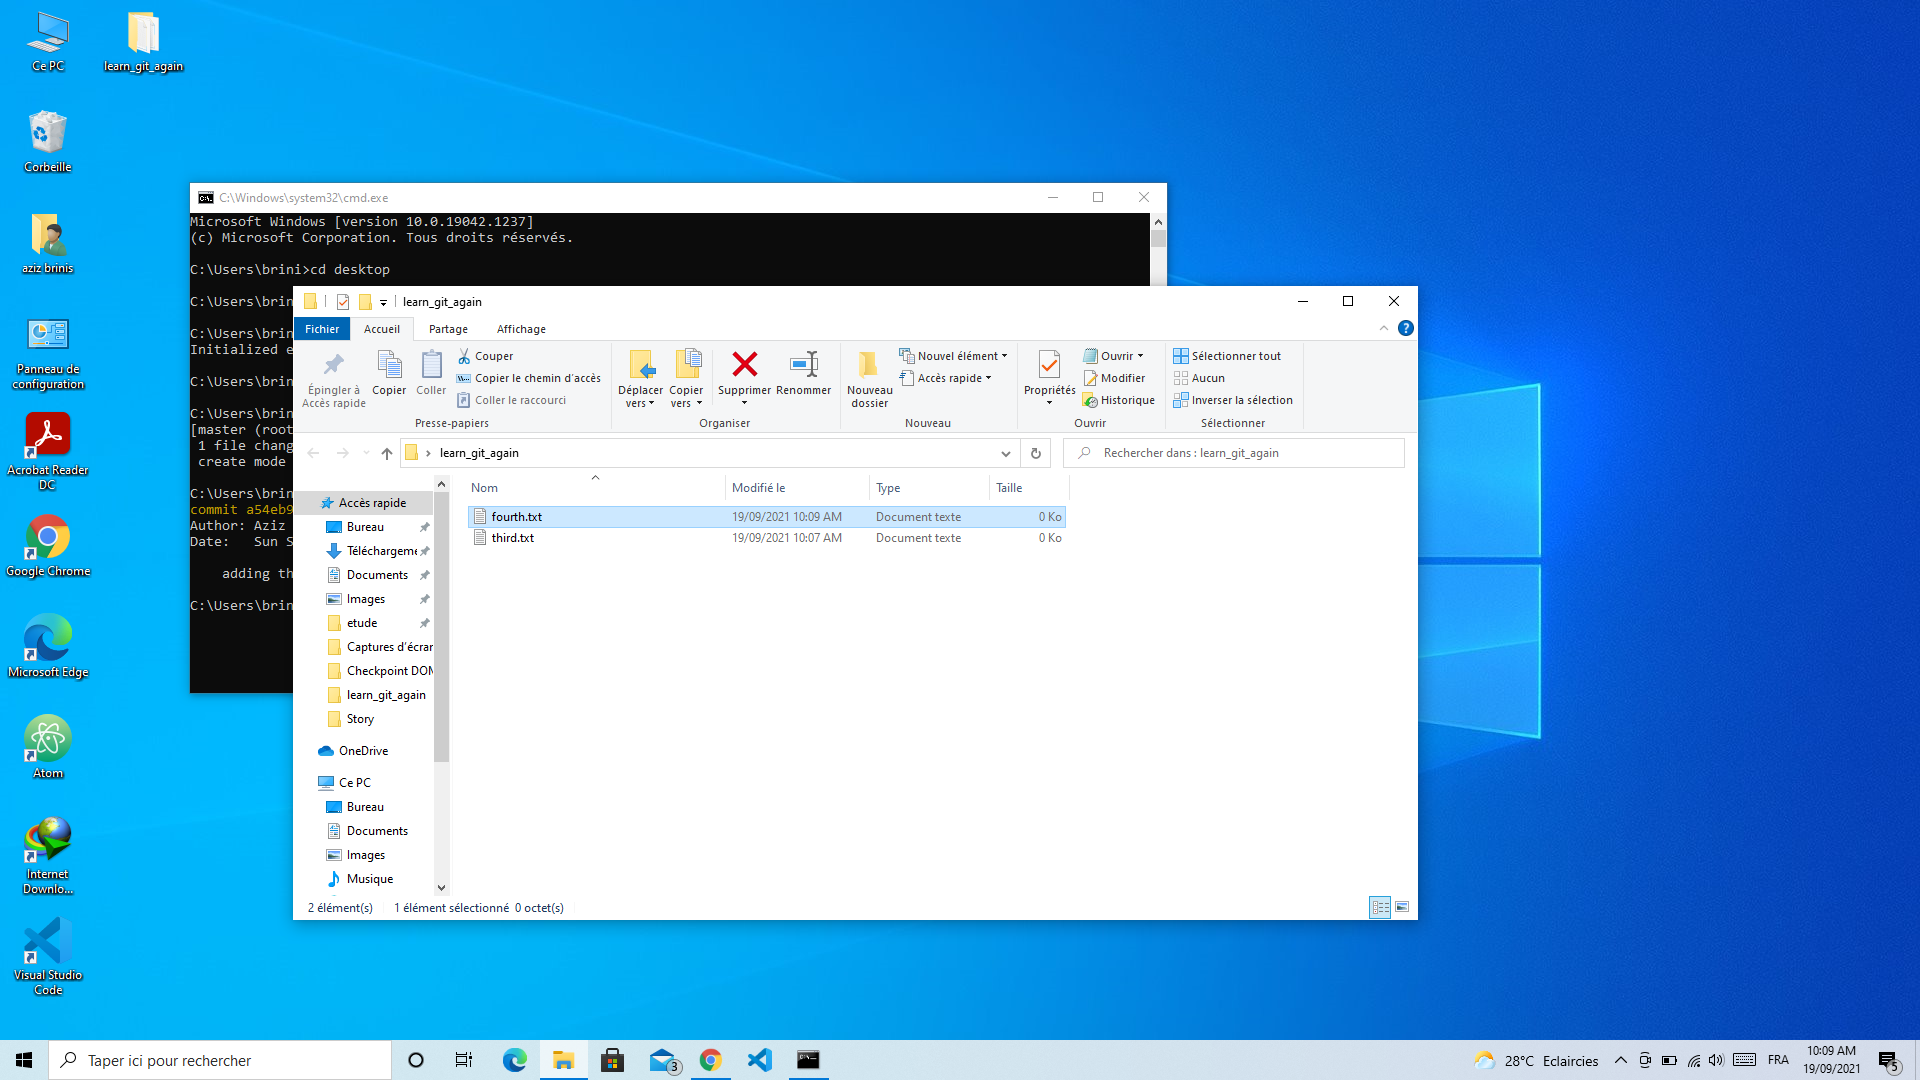 Ce PC
learn_git_again
Corbeille
aziz brinis
Panneau de
configuration
Acrobat Reader
DC
Google Chrome
Microsoft Edge
Atom
Internet
Downlo...
Visual Studio
Code
C:\Windows\system32\cmd.exe
Microsoft Windows [version 10.0.19042.1237]
(c) Microsoft Corporation. Tous droits réservés.
C:\Users\brini>cd desktop
C:\Users\brin
C:\Users\brin
Initialized e
C:\Users\brin
C:\Users\brin
[master (root
1 file chang
create mode
C:\Users\brin
commit a54eb9
Author: Aziz
Date: Sun S
adding th
C:\Users\brin
learn_git_again
Fichier Accueil Partage Affichage
?
Épingler à
Accès rapide
Copier
Coller
Couper
Copier le chemin d'accès
Coller le raccourci
Presse-papiers
Déplacer
vers
Copier
vers
Supprimer
Renommer
Organiser
Nouveau
dossier
Nouvel élément
Accès rapide
Nouveau
Propriétés
Ouvrir
Modifier
Historique
Ouvrir
Sélectionner tout
Aucun
Inverser la sélection
Sélectionner
learn_git_again
Rechercher dans : learn_git_again
Accès rapide
Bureau
Téléchargeme
Documents
Images
etude
Captures d'écran
Checkpoint DOM
learn_git_again
Story
OneDrive
Ce PC
Bureau
Documents
Images
Musique
Nom Modifié le Type Taille
fourth.txt 19/09/2021 10:09 AM Document texte 0 Ko
third.txt 19/09/2021 10:07 AM Document texte 0 Ko
2 élément(s) 1 élément sélectionné 0 octet(s)
Taper ici pour rechercher
3
28°C Eclaircies
FRA
10:09 AM
19/09/2021
5